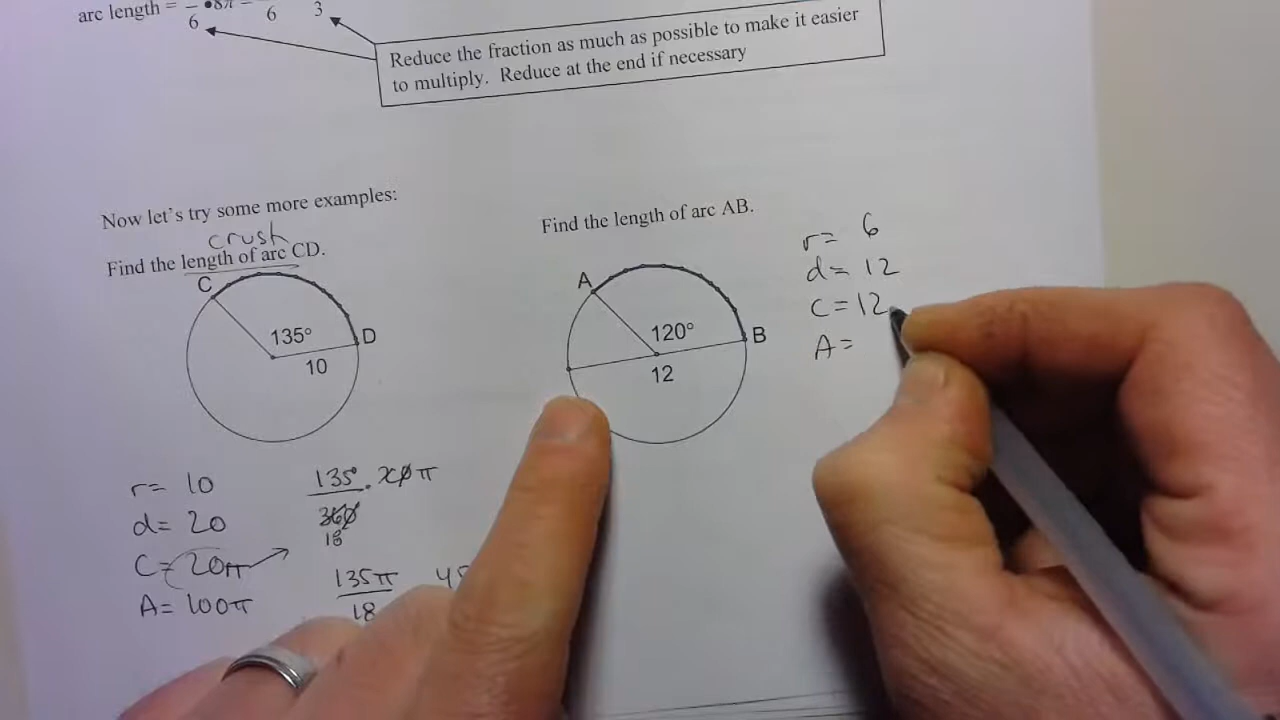 arc length = 6 •8π 6 3
Reduce the fraction as much as possible to make it easier
to multiply. Reduce at the end if necessary
Now let's try some more examples:
crush
Find the length of arc CD.
C
135°
D
10
r= 10
d= 20
C= 20π
A= 100π
135° . 20π
360
18
135π
18
45
Find the length of arc AB.
A
120°
B
12
r= 6
d= 12
C= 12
A=